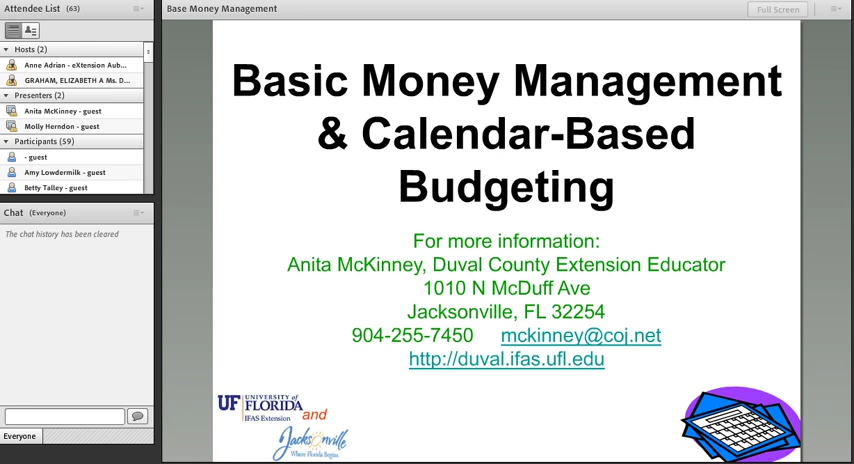 Attendee List (63)
Hosts (2)
Anne Adrian - eXtension Aub...
GRAHAM, ELIZABETH A Ms. D...
Presenters (2)
Anita McKinney - guest
Molly Herndon - guest
Participants (59)
- guest
Amy Lowdermilk - guest
Betty Talley - guest
Chat (Everyone)
The chat history has been cleared
Everyone
Base Money Management
Full Screen
Basic Money Management
& Calendar-Based
Budgeting
For more information:
Anita McKinney, Duval County Extension Educator
1010 N McDuff Ave
Jacksonville, FL 32254
904-255-7450 mckinney@coj.net
http://duval.ifas.ufl.edu
UF UNIVERSITY of
FLORIDA
IFAS Extension
and
Jacksonville
Where Florida Begins.